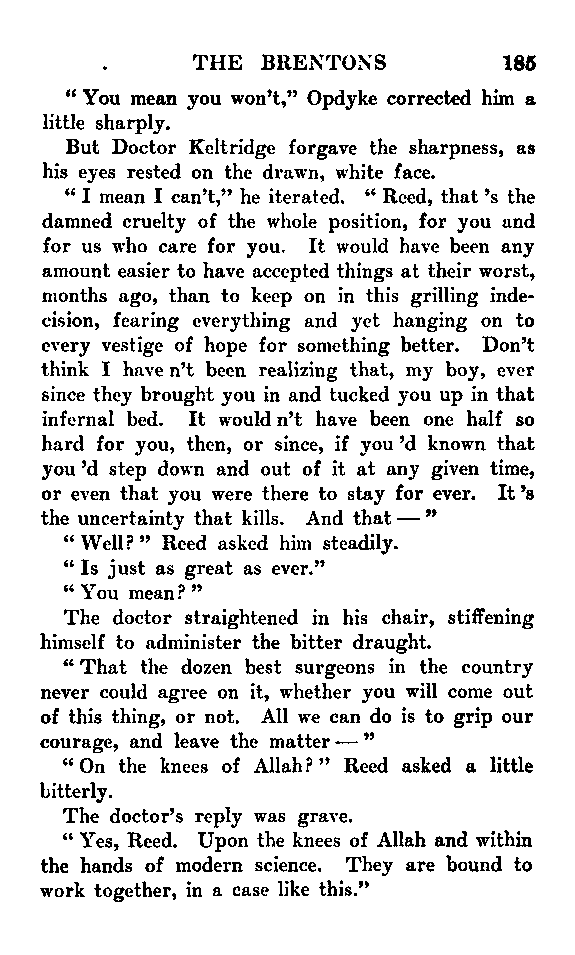 THE BRENTONS 185
“ You mean you won’t,” Opdyke corrected him a
little sharply.
But Doctor Keltridge forgave the sharpness, as
his eyes rested on the drawn, white face.
“ I mean I can’t,” he iterated. “ Reed, that ’s the
damned cruelty of the whole position, for you and
for us who care for you. It would have been any
amount easier to have accepted things at their worst,
months ago, than to keep on in this grilling inde-
cision, fearing everything and yet hanging on to
every vestige of hope for something better. Don’t
think I have n’t been realizing that, my boy, ever
since they brought you in and tucked you up in that
infernal bed. It would n’t have been one half so
hard for you, then, or since, if you ’d known that
you ’d step down and out of it at any given time,
or even that you were there to stay for ever. It ’s
the uncertainty that kills. And that — ”
“ Well? ” Reed asked him steadily.
“ Is just as great as ever.”
“ You mean? ”
The doctor straightened in his chair, stiffening
himself to administer the bitter draught.
“ That the dozen best surgeons in the country
never could agree on it, whether you will come out
of this thing, or not. All we can do is to grip our
courage, and leave the matter — ”
“ On the knees of Allah? ” Reed asked a little
bitterly.
The doctor’s reply was grave.
“ Yes, Reed. Upon the knees of Allah and within
the hands of modern science. They are bound to
work together, in a case like this.”